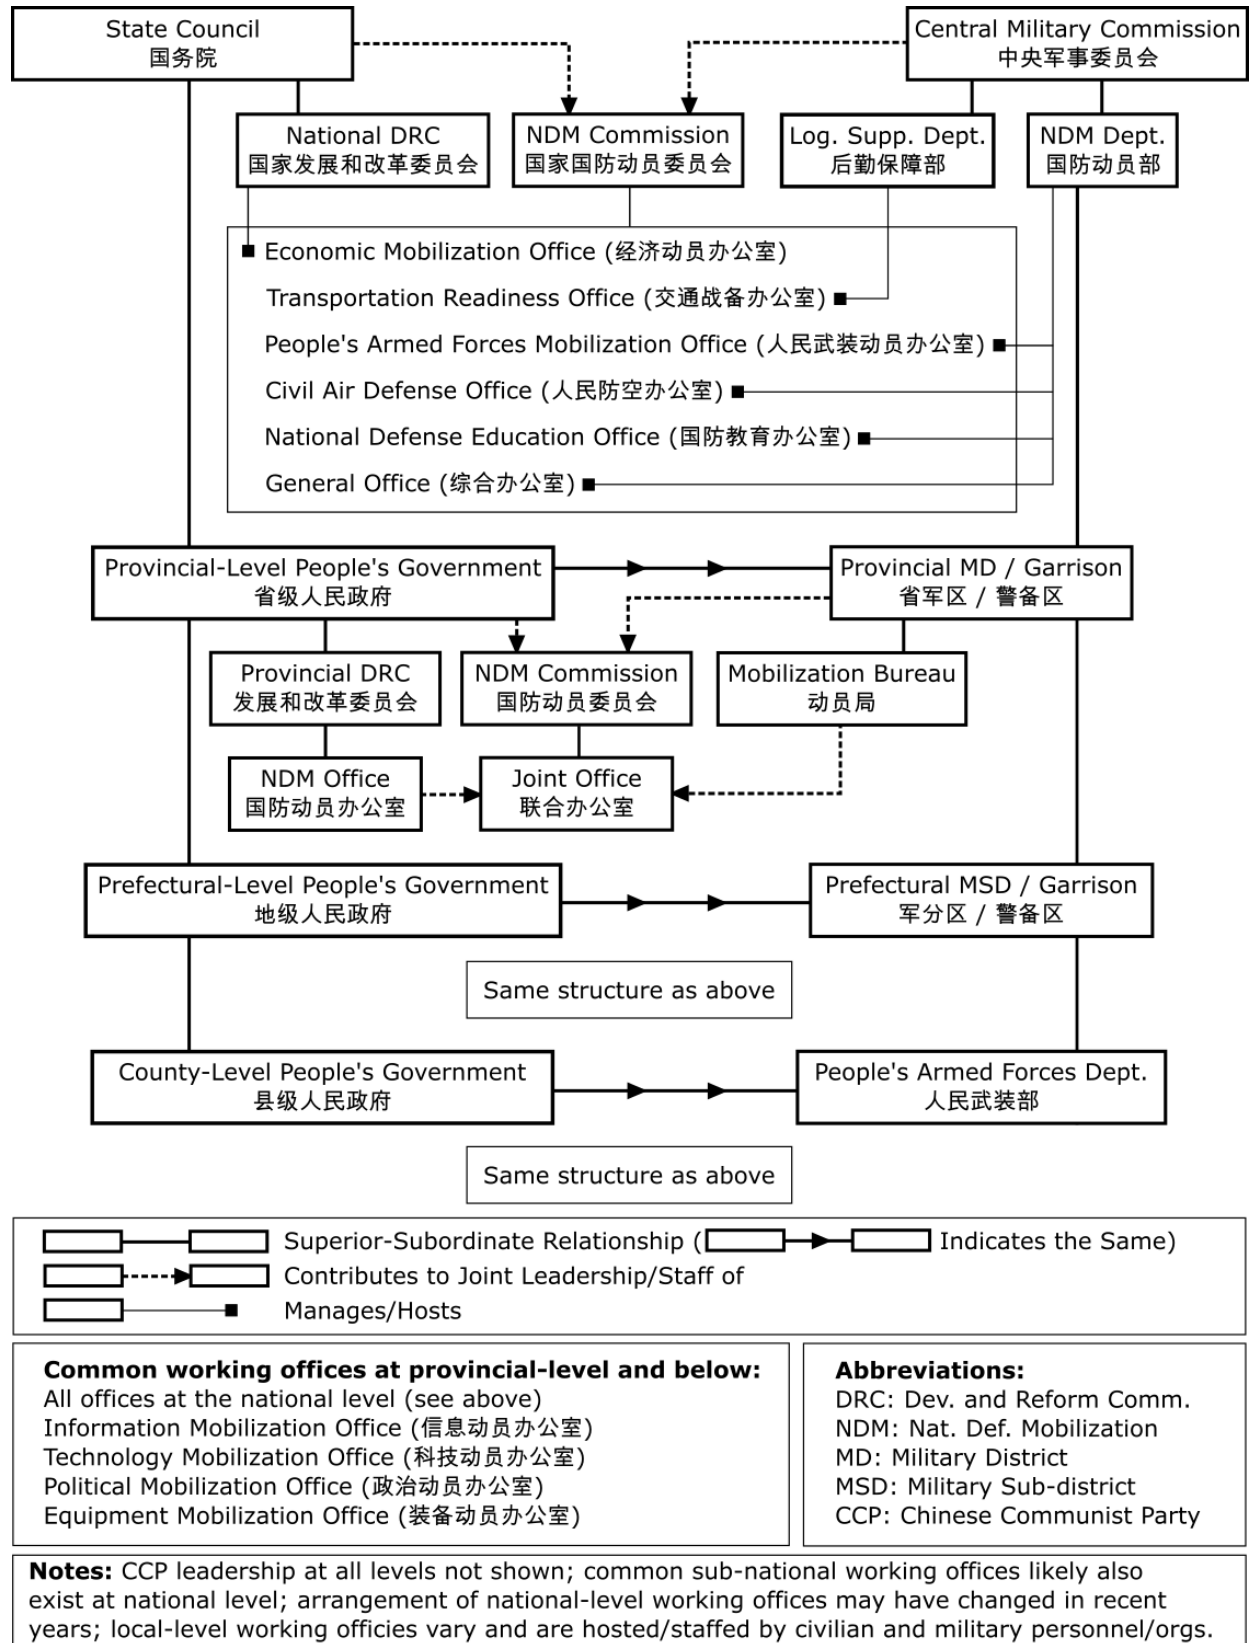 State Council
国务院
Central Military Commission
中央军事委员会
National DRC
国家发展和改革委员会
NDM Commission
国家国防动员委员会
Log. Supp. Dept.
后勤保障部
NDM Dept.
国防动员部
Economic Mobilization Office (经济动员办公室)
Transportation Readiness Office (交通战备办公室)
People's Armed Forces Mobilization Office (人民武装动员办公室)
Civil Air Defense Office (人民防空办公室)
National Defense Education Office (国防教育办公室)
General Office (综合办公室)
Provincial-Level People's Government
省级人民政府
Provincial MD / Garrison
省军区 / 警备区
Provincial DRC
发展和改革委员会
NDM Commission
国防动员委员会
Mobilization Bureau
动员局
NDM Office
国防动员办公室
Joint Office
联合办公室
Prefectural-Level People's Government
地级人民政府
Prefectural MSD / Garrison
军分区 / 警备区
Same structure as above
County-Level People's Government
县级人民政府
People's Armed Forces Dept.
人民武装部
Same structure as above
Superior-Subordinate Relationship ( Indicates the Same)
Contributes to Joint Leadership/Staff of
Manages/Hosts
Common working offices at provincial-level and below:
All offices at the national level (see above)
Information Mobilization Office (信息动员办公室)
Technology Mobilization Office (科技动员办公室)
Political Mobilization Office (政治动员办公室)
Equipment Mobilization Office (装备动员办公室)
Abbreviations:
DRC: Dev. and Reform Comm.
NDM: Nat. Def. Mobilization
MD: Military District
MSD: Military Sub-district
CCP: Chinese Communist Party
Notes: CCP leadership at all levels not shown; common sub-national working offices likely also
exist at national level; arrangement of national-level working offices may have changed in recent
years; local-level working officies vary and are hosted/staffed by civilian and military personnel/orgs.